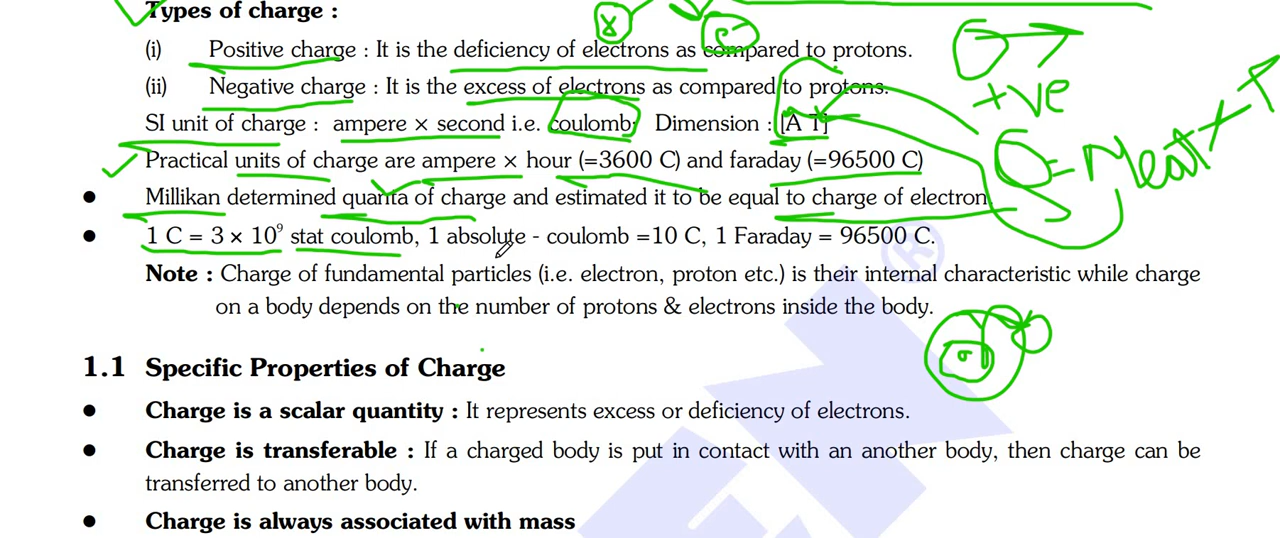 Types of charge :
(i) Positive charge : It is the deficiency of electrons as compared to protons.
(ii) Negative charge : It is the excess of electrons as compared to protons.
+ve
SI unit of charge : ampere × second i.e. coulomb; Dimension : [A T]
Practical units of charge are ampere × hour (=3600 C) and faraday (=96500 C)
● Millikan determined quanta of charge and estimated it to be equal to charge of electron.
● 1 C = 3 × 10⁹ stat coulomb, 1 absolute - coulomb =10 C, 1 Faraday = 96500 C.
®
Note : Charge of fundamental particles (i.e. electron, proton etc.) is their internal characteristic while charge
on a body depends on the number of protons & electrons inside the body.
1.1 Specific Properties of Charge
● Charge is a scalar quantity : It represents excess or deficiency of electrons.
● Charge is transferable : If a charged body is put in contact with an another body, then charge can be
transferred to another body.
● Charge is always associated with mass